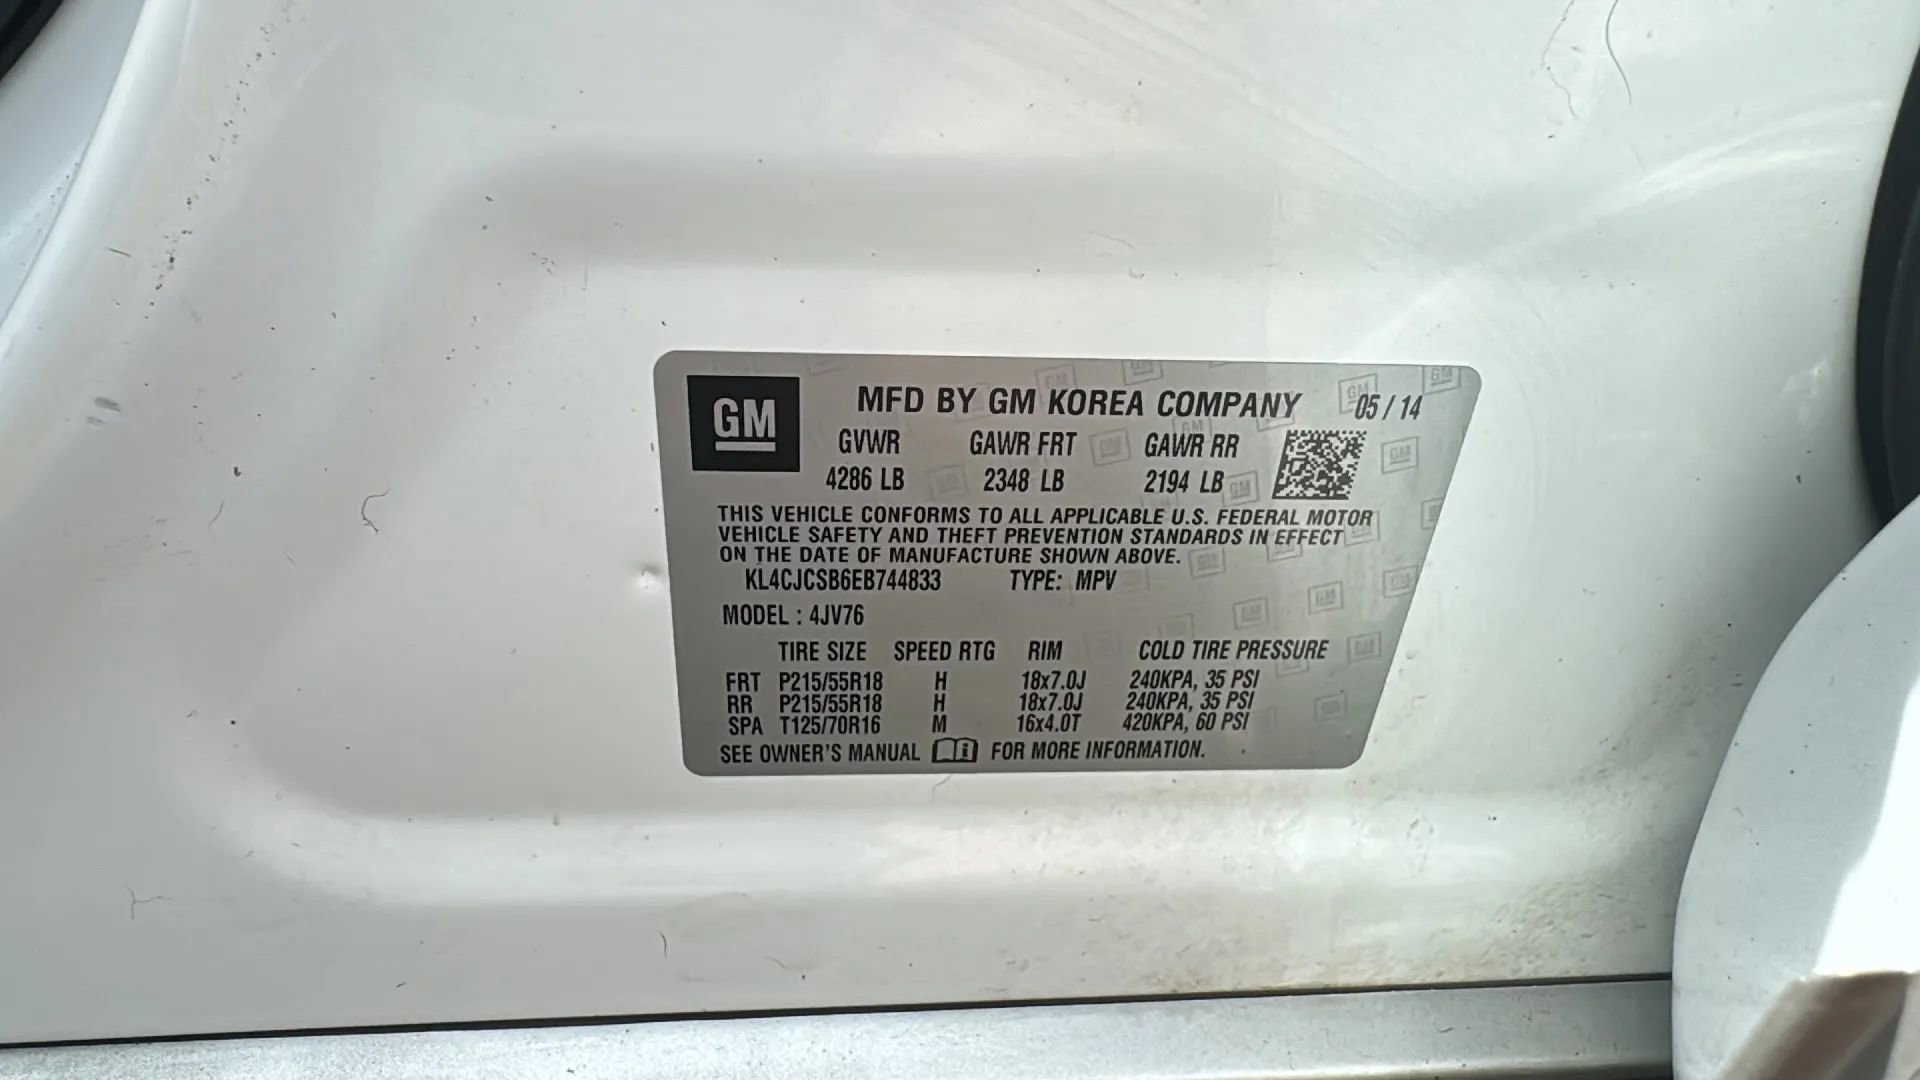 GM MFD BY GM KOREA COMPANY 05 / 14
GVWR GAWR FRT GAWR RR
4286 LB 2348 LB 2194 LB
THIS VEHICLE CONFORMS TO ALL APPLICABLE U.S. FEDERAL MOTOR
VEHICLE SAFETY AND THEFT PREVENTION STANDARDS IN EFFECT
ON THE DATE OF MANUFACTURE SHOWN ABOVE.
KL4CJCSB6EB744833 TYPE: MPV
MODEL : 4JV76
TIRE SIZE SPEED RTG RIM COLD TIRE PRESSURE
FRT P215/55R18 H 18x7.0J 240KPA, 35 PSI
RR P215/55R18 H 18x7.0J 240KPA, 35 PSI
SPA T125/70R16 M 16x4.0T 420KPA, 60 PSI
SEE OWNER'S MANUAL FOR MORE INFORMATION.